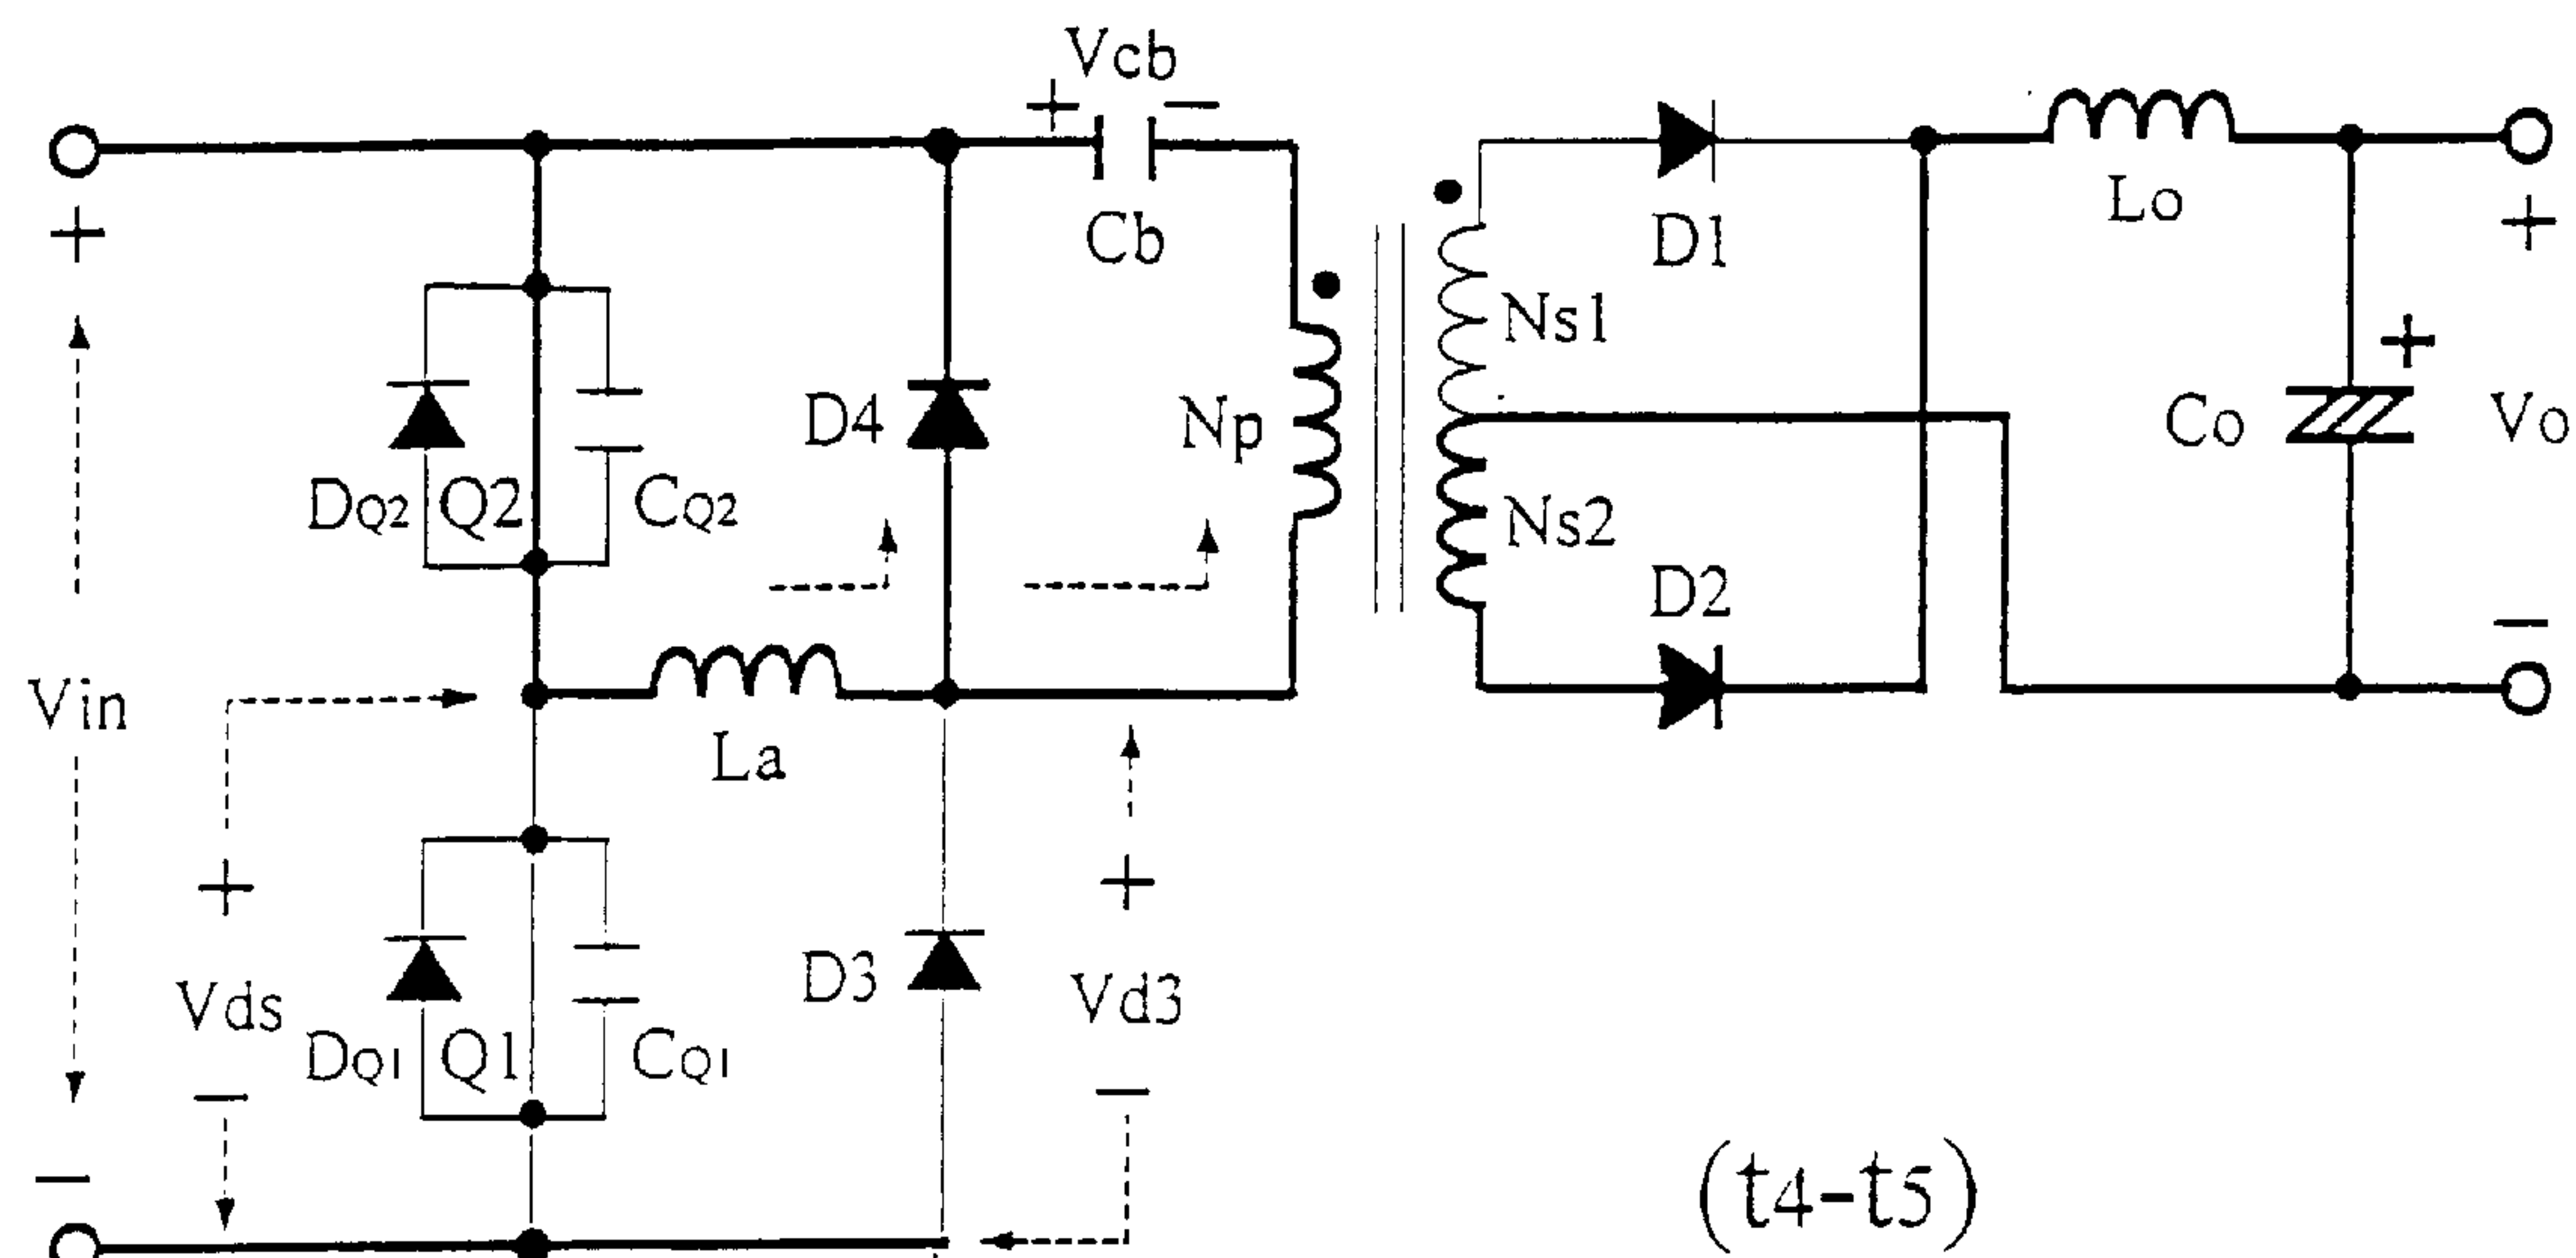 Vcb
+ −
Cb
D1
Lo
+
+
Ns1
+
D4
Np
Co
Vo
DQ2 Q2 CQ2
Ns2
D2
−
Vin
La
+
+
D3
Vds
Vd3
DQ1 Q1 CQ1
−
−
−
(t4-t5)